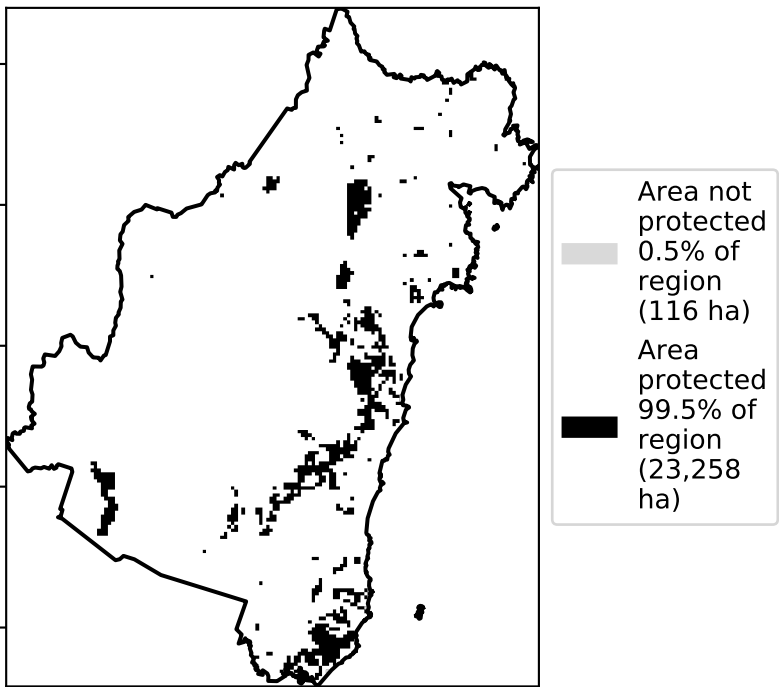 Area not
protected
0.5% of
region
(116 ha)
Area
protected
99.5% of
region
(23,258
ha)